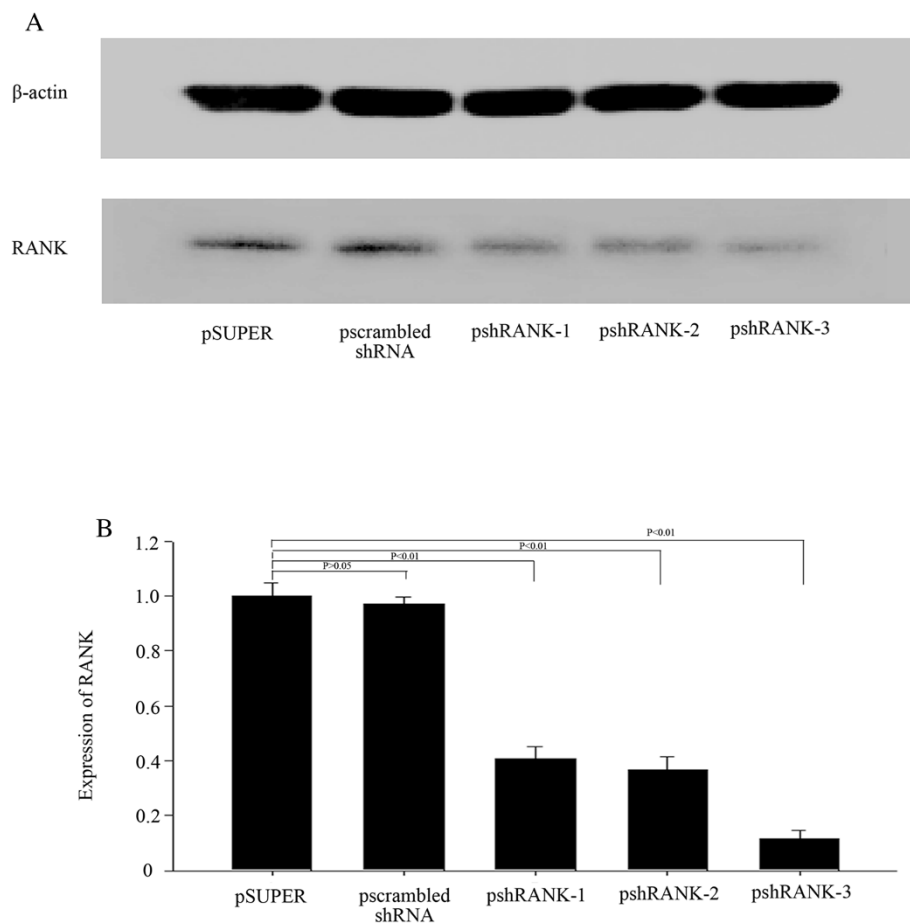 A
β-actin
RANK
pSUPER
pscrambled
shRNA
pshRANK-1
pshRANK-2
pshRANK-3
B
P<0.01
P<0.01
P<0.01
P>0.05
1.2
1.0
0.8
0.6
0.4
0.2
0
Expression of RANK
pSUPER
pscrambled
shRNA
pshRANK-1
pshRANK-2
pshRANK-3